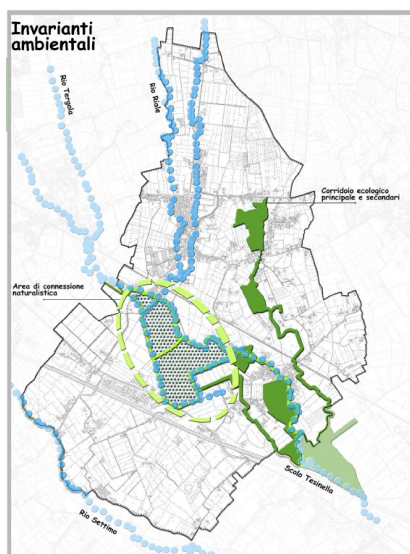 Invarianti
ambientali
Rio Tergola
Rio Riale
Corridoio ecologico
principale e secondari
Area di connessione
naturalistica
Scolo Tesinella
Rio Settimo